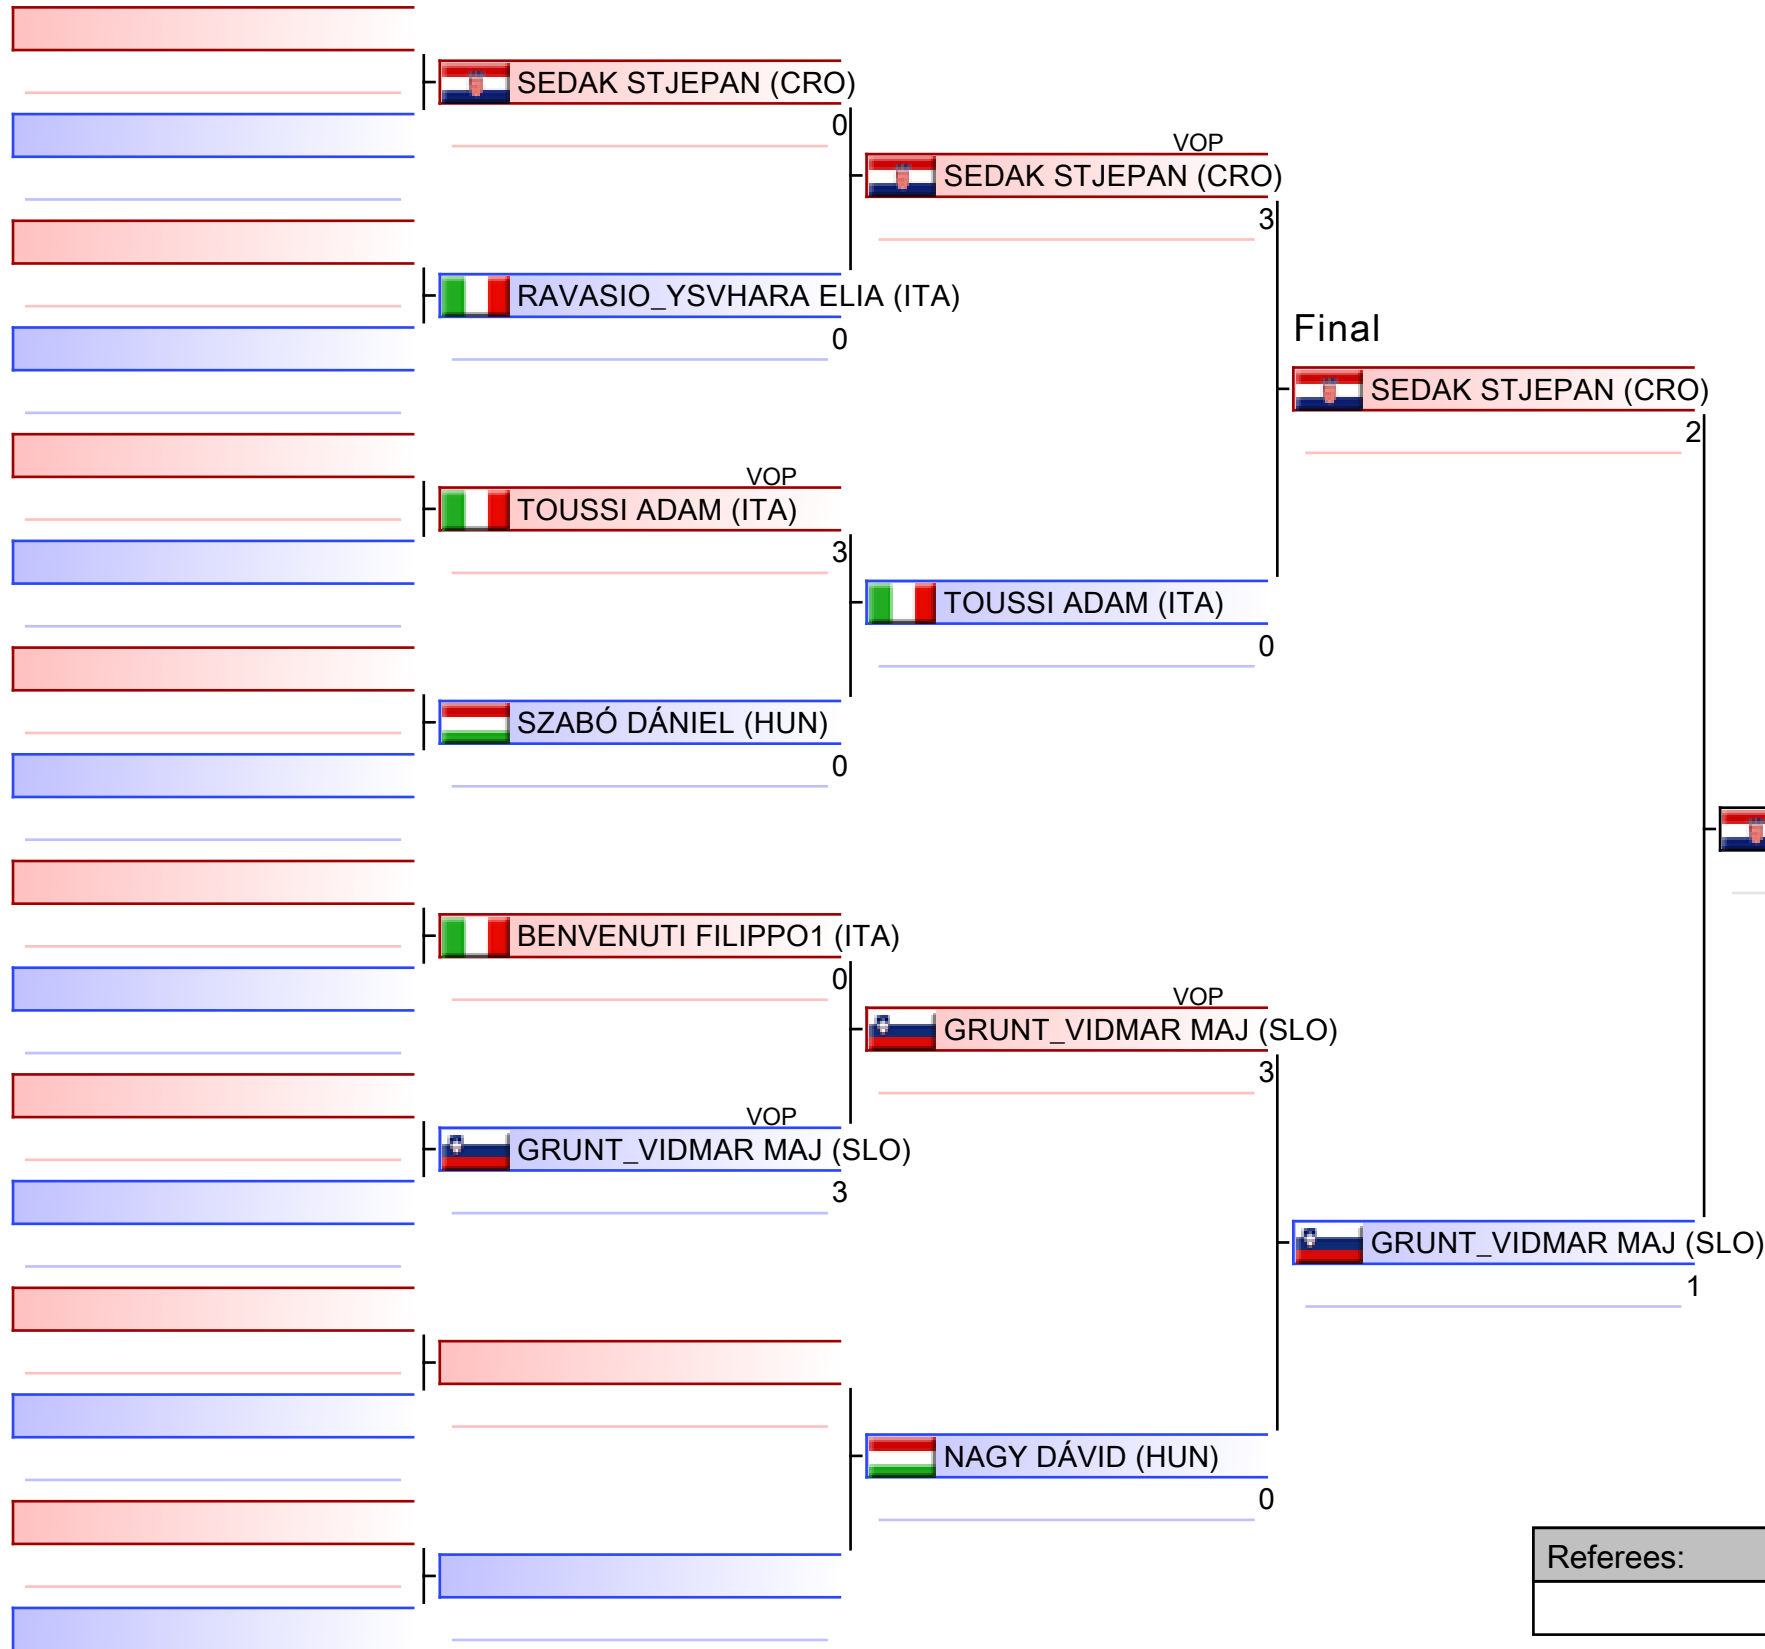 SEDAK STJEPAN (CRO)
0
RAVASIO_YSVHARA ELIA (ITA)
0
VOP
TOUSSI ADAM (ITA)
3
SZABÓ DÁNIEL (HUN)
0
BENVENUTI FILIPPO1 (ITA)
0
VOP
GRUNT_VIDMAR MAJ (SLO)
3
VOP
SEDAK STJEPAN (CRO)
3
TOUSSI ADAM (ITA)
0
VOP
GRUNT_VIDMAR MAJ (SLO)
3
NAGY DÁVID (HUN)
0
Final
SEDAK STJEPAN (CRO)
2
GRUNT_VIDMAR MAJ (SLO)
1
Referees: